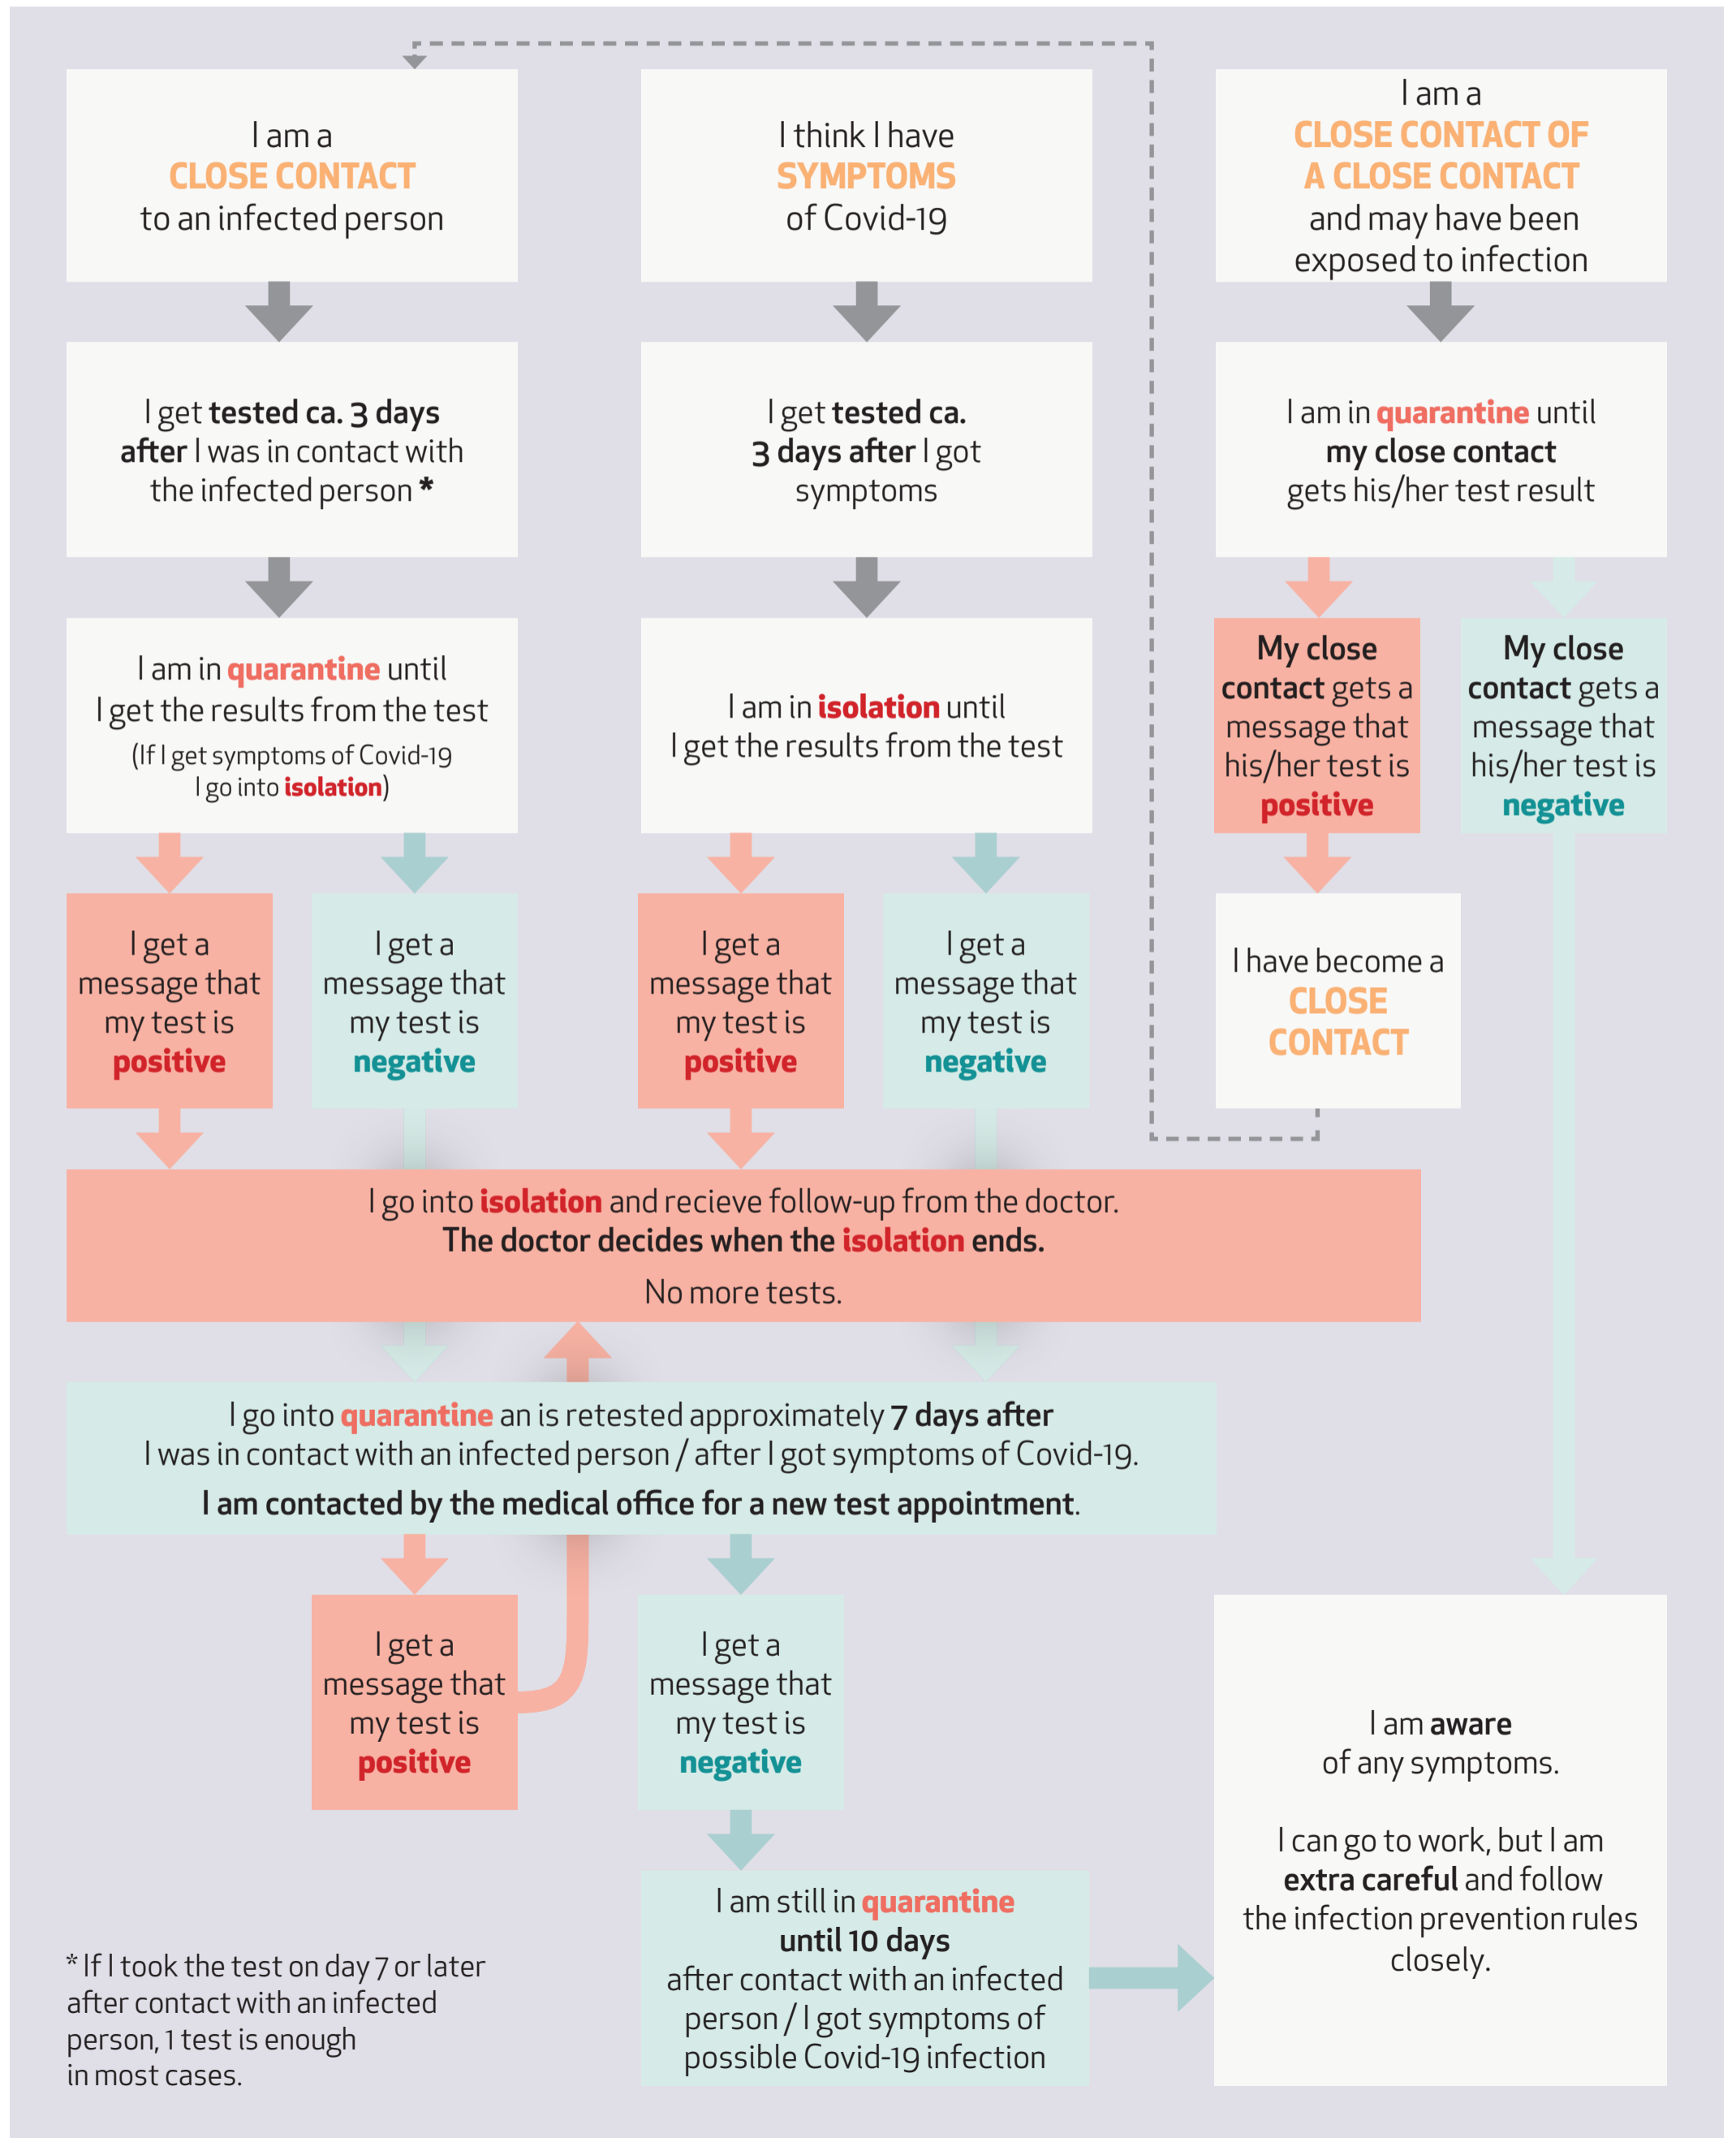 I am a
CLOSE CONTACT
to an infected person
I think I have
SYMPTOMS
of Covid-19
I am a
CLOSE CONTACT OF
A CLOSE CONTACT
and may have been
exposed to infection
I get tested ca. 3 days
after I was in contact with
the infected person *
I get tested ca.
3 days after I got
symptoms
I am in quarantine until
my close contact
gets his/her test result
I am in quarantine until
I get the results from the test
(If I get symptoms of Covid-19
I go into isolation)
I am in isolation until
I get the results from the test
My close
contact gets a
message that
his/her test is
positive
My close
contact gets a
message that
his/her test is
negative
I get a
message that
my test is
positive
I get a
message that
my test is
negative
I get a
message that
my test is
positive
I get a
message that
my test is
negative
I have become a
CLOSE
CONTACT
I go into isolation and recieve follow-up from the doctor.
The doctor decides when the isolation ends.
No more tests.
I go into quarantine an is retested approximately 7 days after
I was in contact with an infected person / after I got symptoms of Covid-19.
I am contacted by the medical office for a new test appointment.
I get a
message that
my test is
positive
I get a
message that
my test is
negative
I am aware
of any symptoms.
I can go to work, but I am
extra careful and follow
the infection prevention rules
closely.
I am still in quarantine
until 10 days
after contact with an infected
person / I got symptoms of
possible Covid-19 infection
* If I took the test on day 7 or later
after contact with an infected
person, 1 test is enough
in most cases.